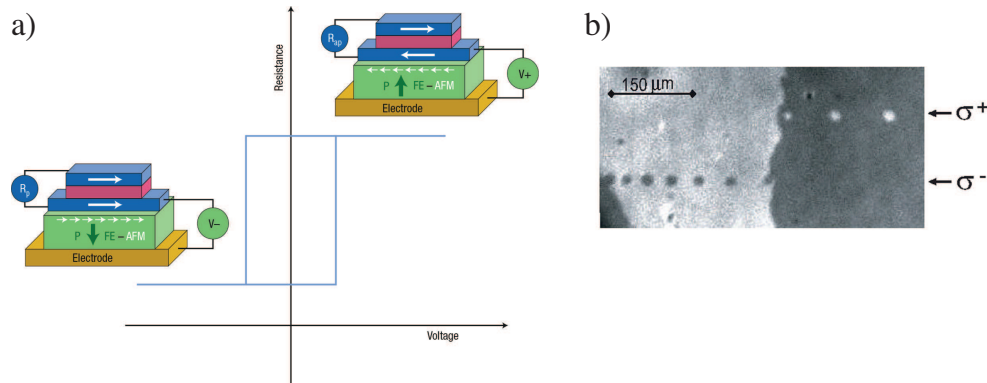 a)
Resistance
R_ap
V+
P FE – AFM
Electrode
R_p
V–
P FE – AFM
Electrode
Voltage
b)
150 µm
σ+
σ-